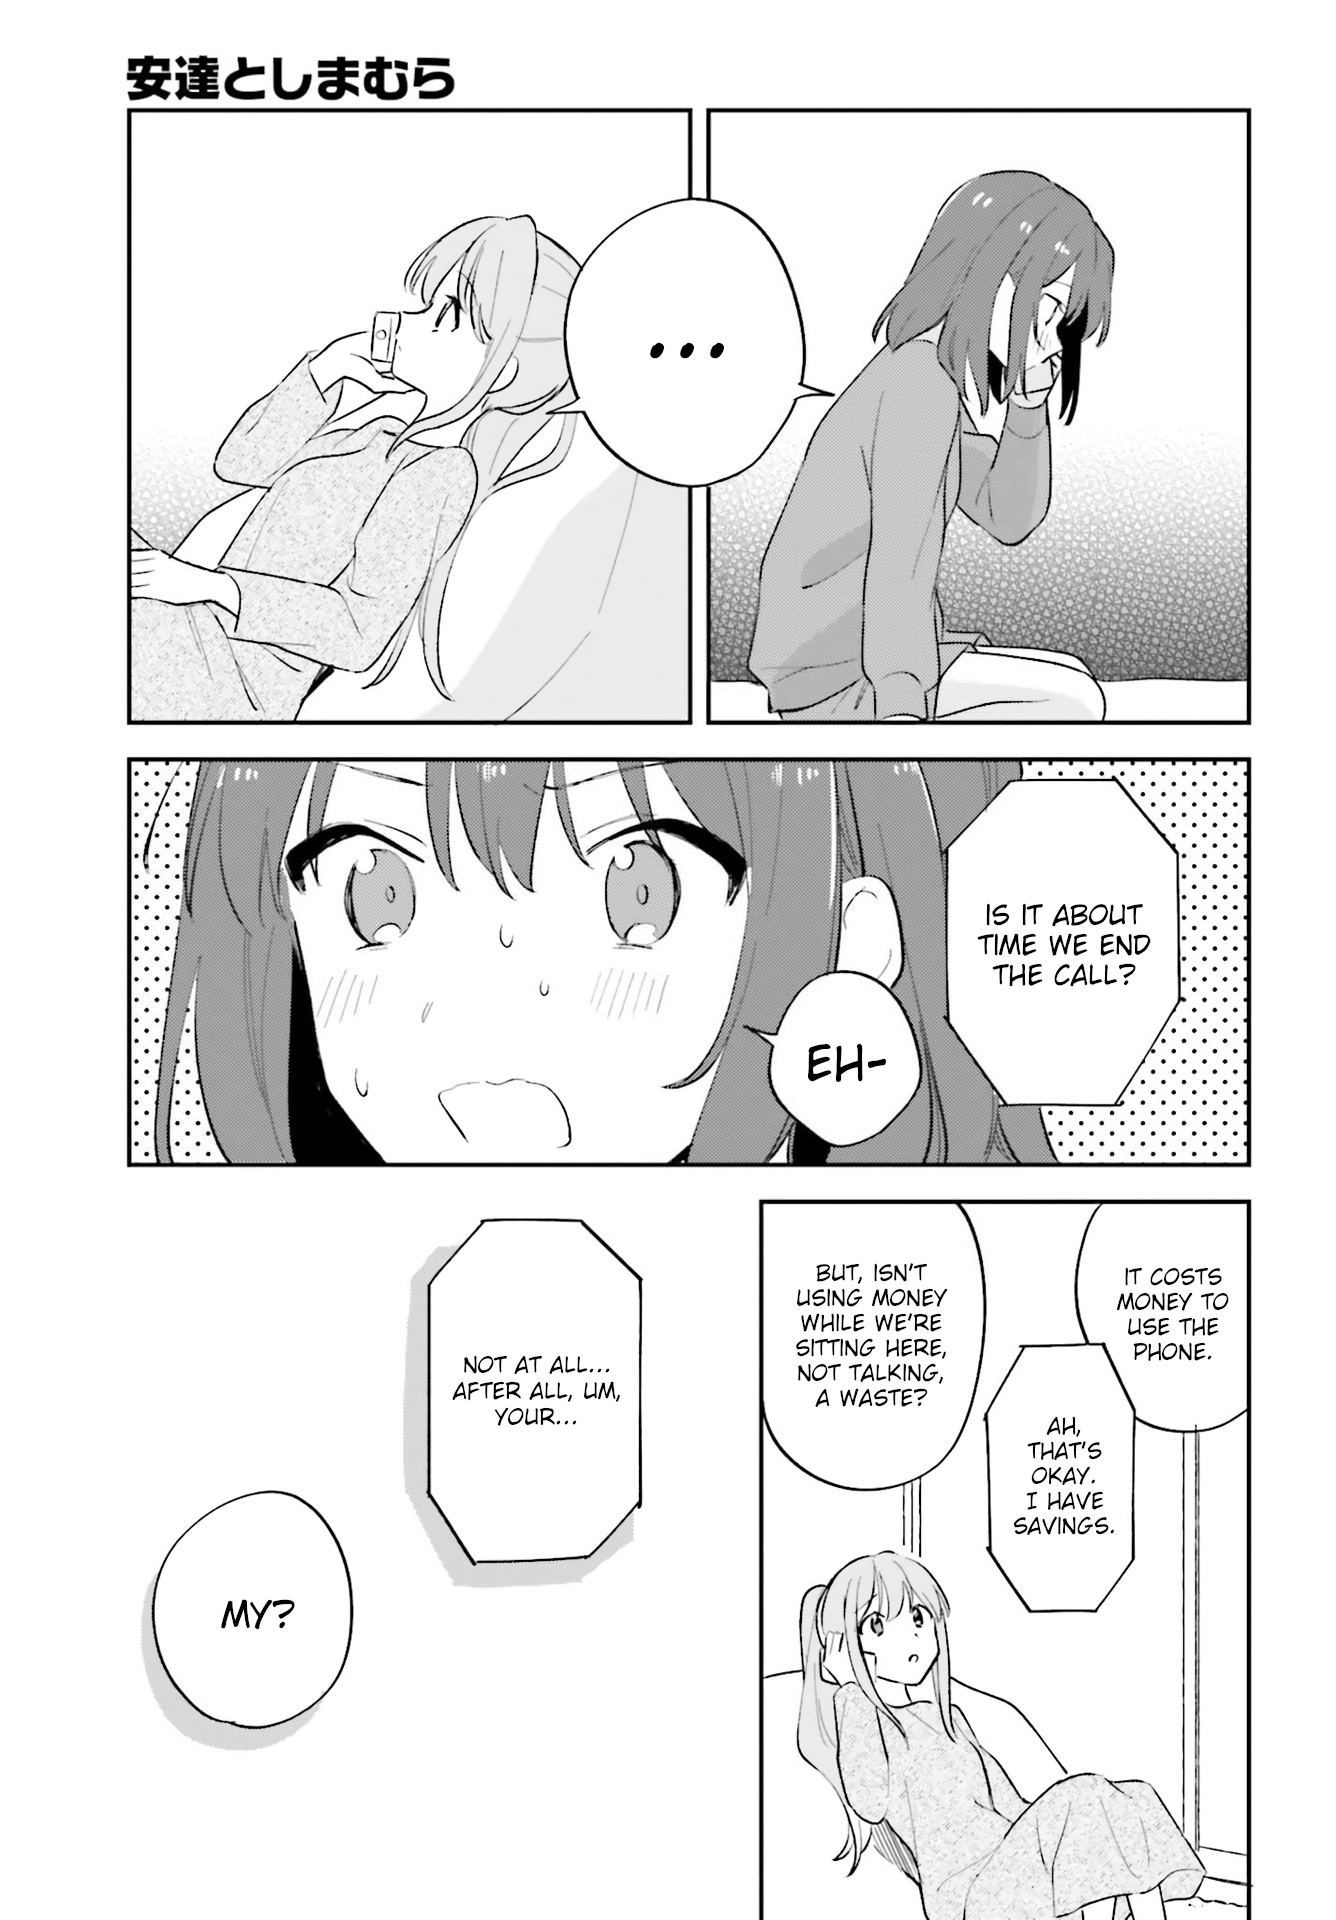 安達としまむら
...
IS IT ABOUT
TIME WE END
THE CALL?
EH-
IT COSTS
MONEY TO
USE THE
PHONE.
AH,
THAT'S
OKAY.
I HAVE
SAVINGS.
BUT, ISN'T
USING MONEY
WHILE WE'RE
SITTING HERE,
NOT TALKING,
A WASTE?
NOT AT ALL...
AFTER ALL, UM,
YOUR...
MY?